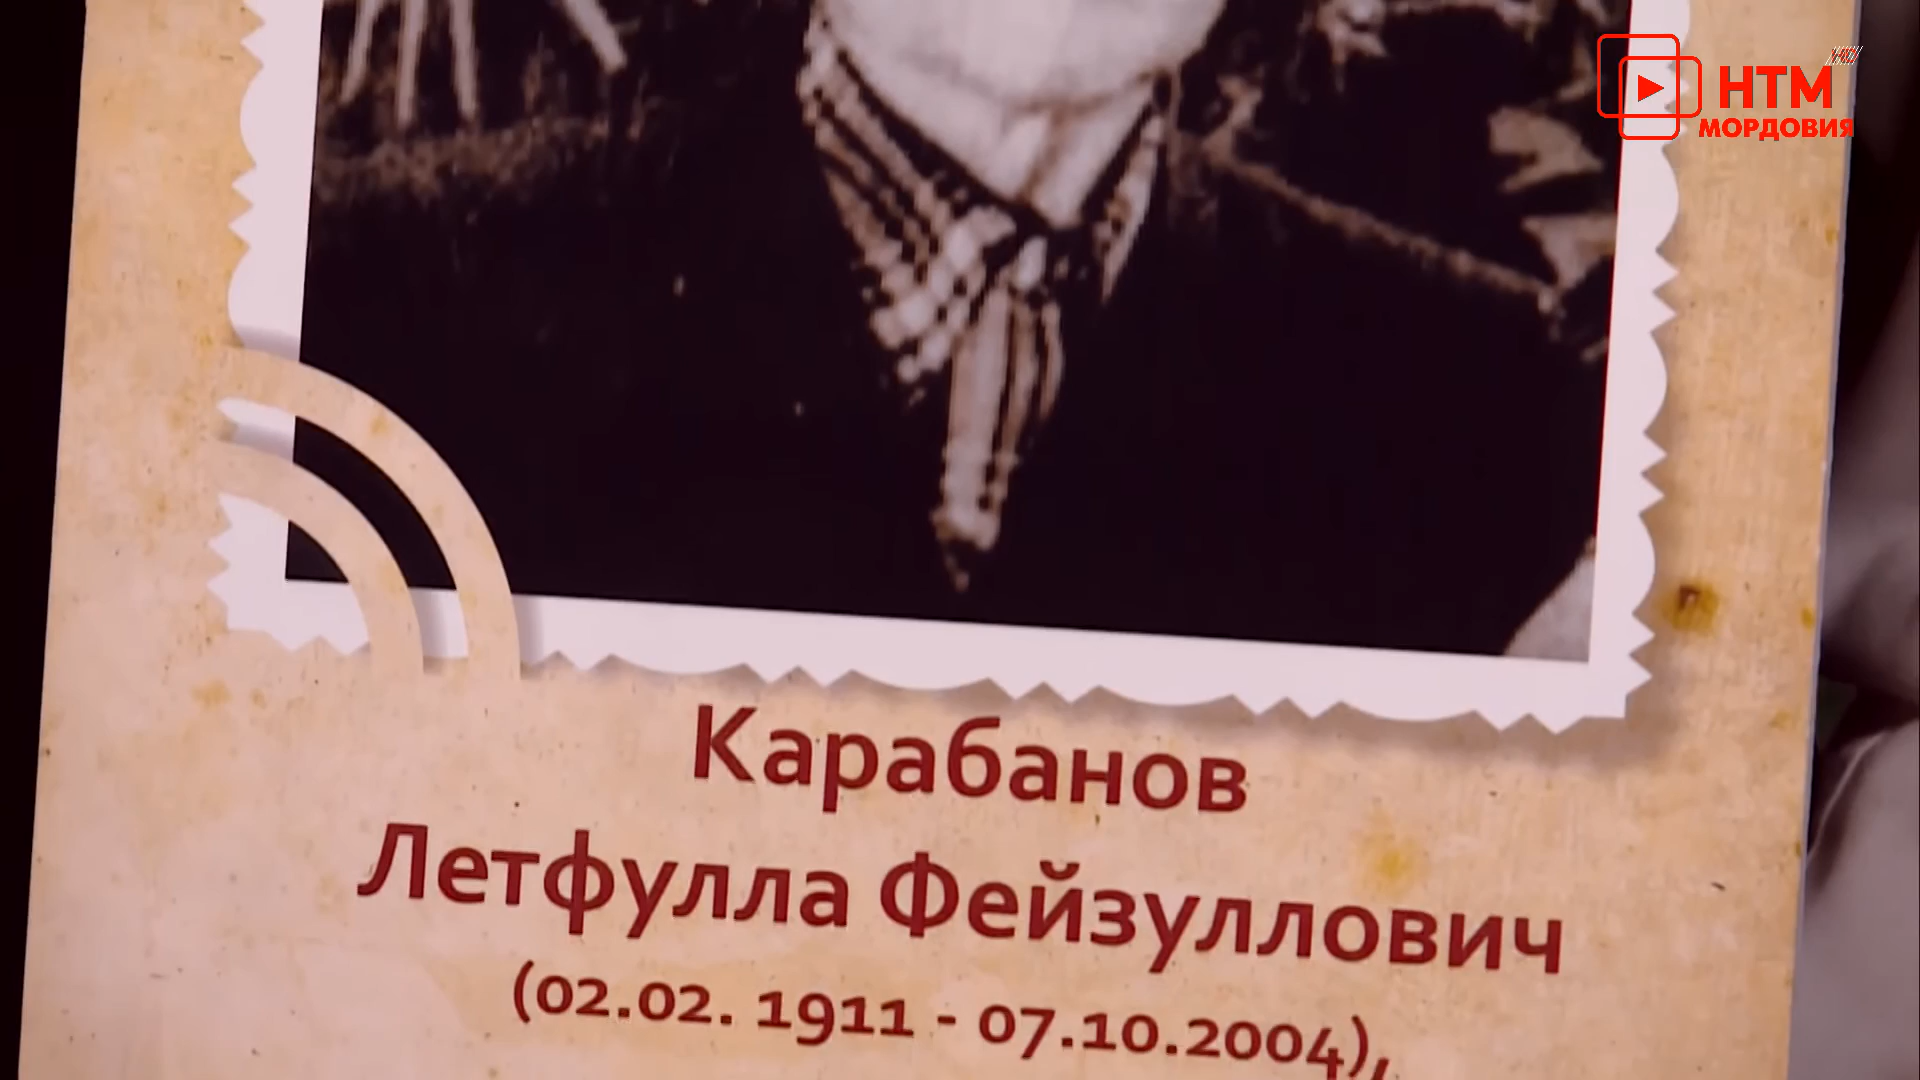 НТМ
МОРДОВИЯ
Карабанов
Летфулла Фейзуллович
(02.02. 1911 - 07.10.2004),